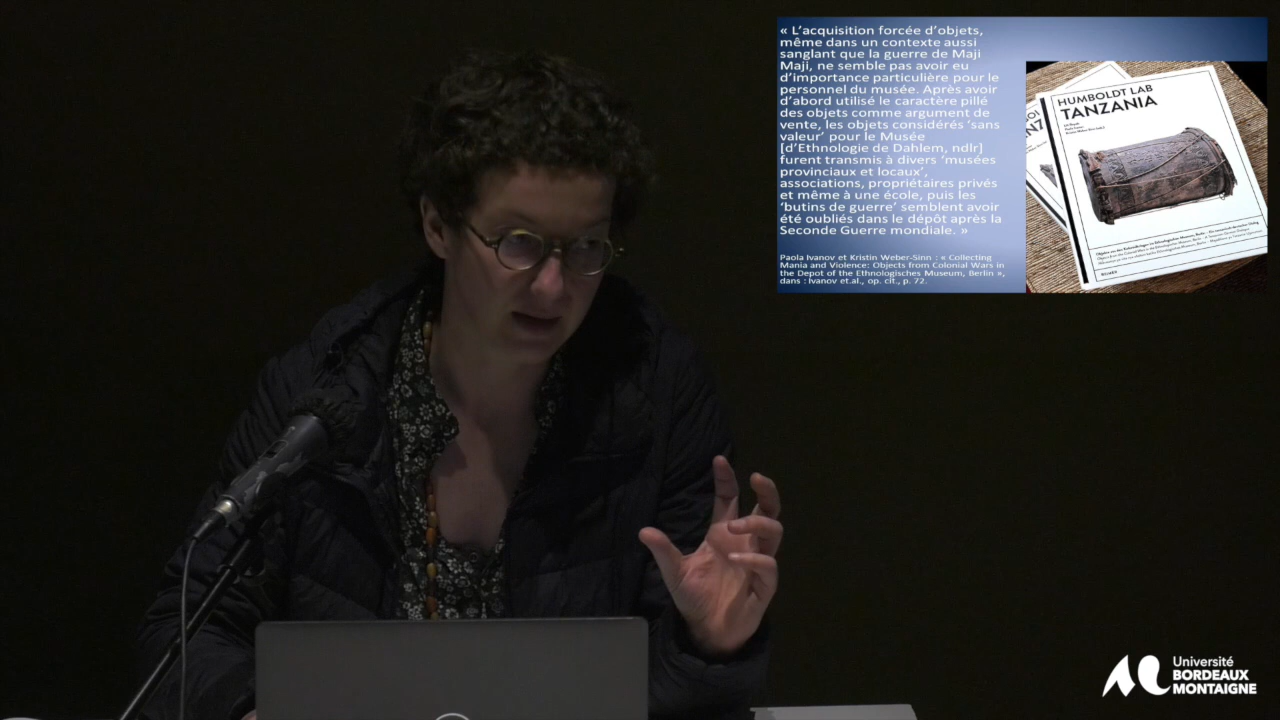 « L'acquisition forcée d'objets,
même dans un contexte aussi
sanglant que la guerre de Maji
Maji, ne semble pas avoir eu
d'importance particulière pour le
personnel du musée. Après avoir
d'abord utilisé le caractère pillé
des objets comme argument de
vente, les objets considérés 'sans
valeur' pour le Musée
[d'Ethnologie de Dahlem, ndlr]
furent transmis à divers 'musées
provinciaux et locaux',
associations, propriétaires privés
et même à une école, puis les
'butins de guerre' semblent avoir
été oubliés dans le dépôt après la
Seconde Guerre mondiale. »
Paola Ivanov et Kristin Weber-Sinn : « Collecting
Mania and Violence: Objects from Colonial Wars in
the Depot of the Ethnologisches Museum, Berlin »,
dans : Ivanov et.al., op. cit., p. 72.
HUMBOLDT LAB
TANZANIA
Université
BORDEAUX
MONTAIGNE